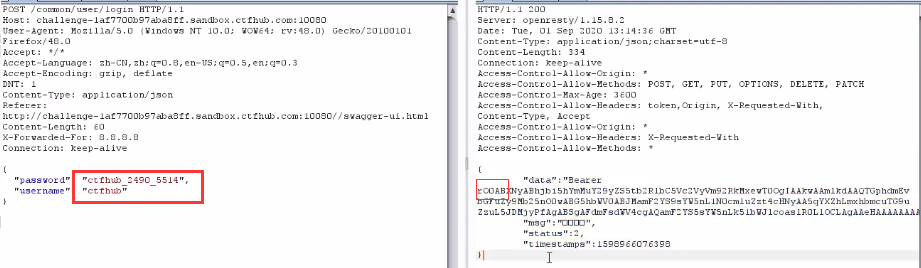 POST /common/user/login HTTP/1.1
Host: challenge-1af7700b97aba8ff.sandbox.ctfhub.com:10080
User-Agent: Mozilla/5.0 (Windows NT 10.0; WOW64; rv:48.0) Gecko/20100101
Firefox/48.0
Accept: */*
Accept-Language: zh-CN,zh;q=0.8,en-US;q=0.5,en;q=0.3
Accept-Encoding: gzip, deflate
DNT: 1
Content-Type: application/json
Referer:
http://challenge-1af7700b97aba8ff.sandbox.ctfhub.com:10080//swagger-ui.html
Content-Length: 60
X-Forwarded-For: 8.8.8.8
Connection: keep-alive
{
"password" "ctfhub_2490_5514",
"username" "ctfhub"
}
HTTP/1.1 200
Server: openresty/1.15.8.2
Date: Tue, 01 Sep 2020 13:14:36 GMT
Content-Type: application/json;charset=utf-8
Content-Length: 334
Connection: keep-alive
Access-Control-Allow-Origin: *
Access-Control-Allow-Methods: POST, GET, PUT, OPTIONS, DELETE, PATCH
Access-Control-Max-Age: 3600
Access-Control-Allow-Headers: token,Origin, X-Requested-With,
Content-Type, Accept
Access-Control-Allow-Origin: *
Access-Control-Allow-Headers: X-Requested-With
Access-Control-Allow-Methods: *
{
"data":"Bearer
"msg":"□□□□",
"status":2,
"timestamps":1598966076398
}